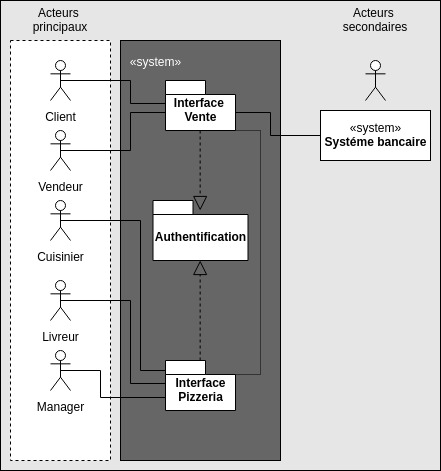 Acteurs
principaux
Acteurs
secondaires
«system»
Client
Interface
Vente
«system»
Systéme bancaire
Vendeur
Authentification
Cuisinier
Livreur
Interface
Pizzeria
Manager